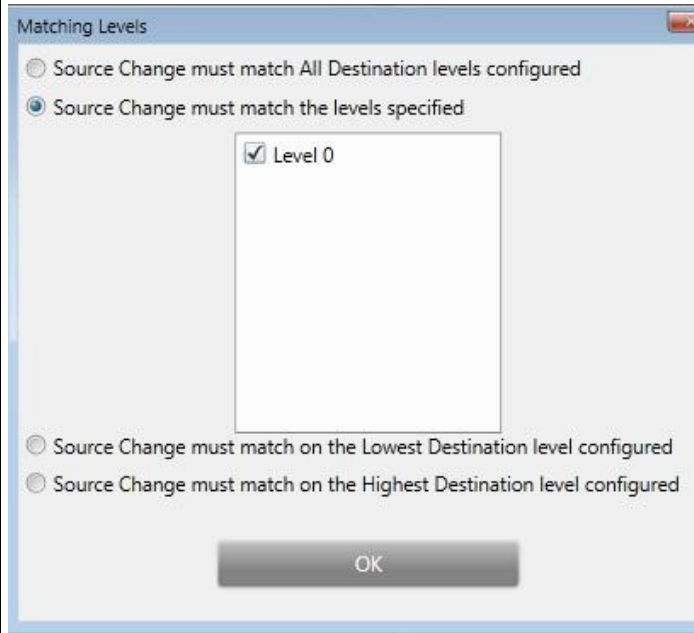 Matching Levels
Source Change must match All Destination levels configured
Source Change must match the levels specified
Level 0
Source Change must match on the Lowest Destination level configured
Source Change must match on the Highest Destination level configured
OK